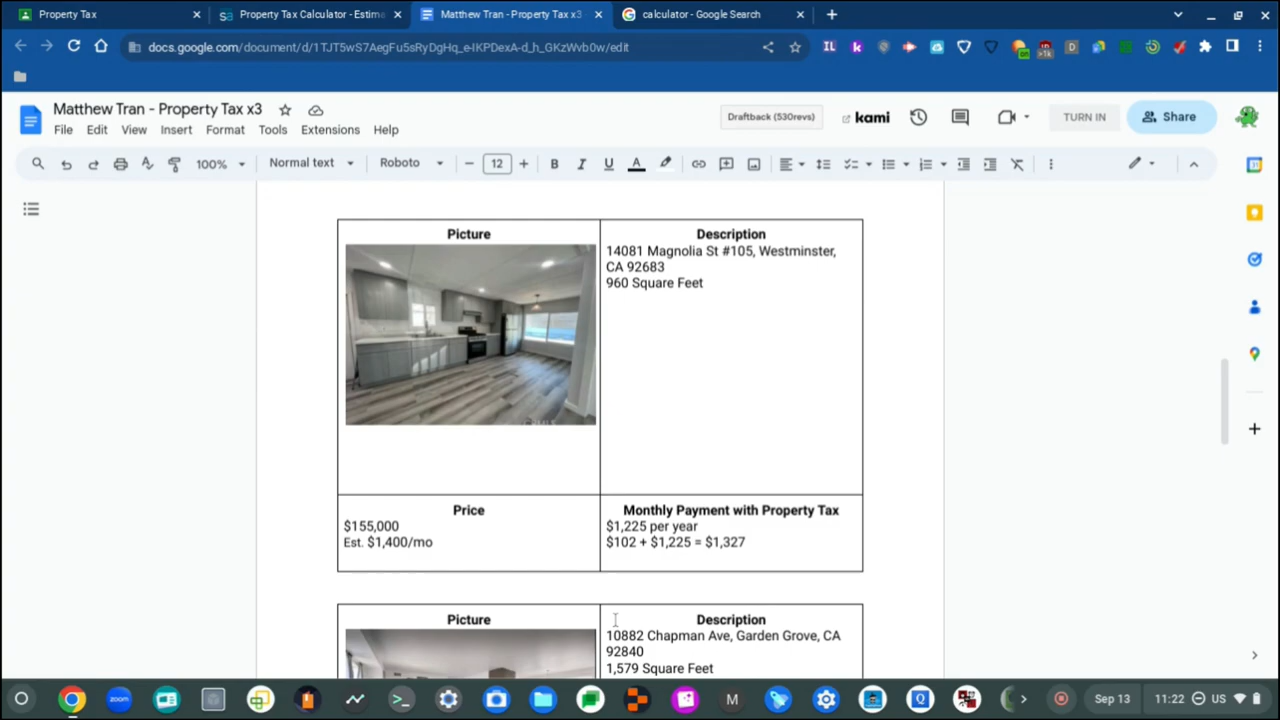 Property Tax
Property Tax Calculator - Estima
Matthew Tran - Property Tax x3
calculator - Google Search
docs.google.com/document/d/1TJT5wS7AegFu5sRyDgHq_e-IKPDexA-d_h_GKzWvb0w/edit
Matthew Tran - Property Tax x3
File Edit View Insert Format Tools Extensions Help
Draftback (530revs)
kami
TURN IN
Share
100%
Normal text
Roboto
12
Picture
Description
14081 Magnolia St #105, Westminster,
CA 92683
960 Square Feet
Price
$155,000
Est. $1,400/mo
Monthly Payment with Property Tax
$1,225 per year
$102 + $1,225 = $1,327
Picture
Description
10882 Chapman Ave, Garden Grove, CA
92840
1,579 Square Feet
zoom
Sep 13
11:22
US